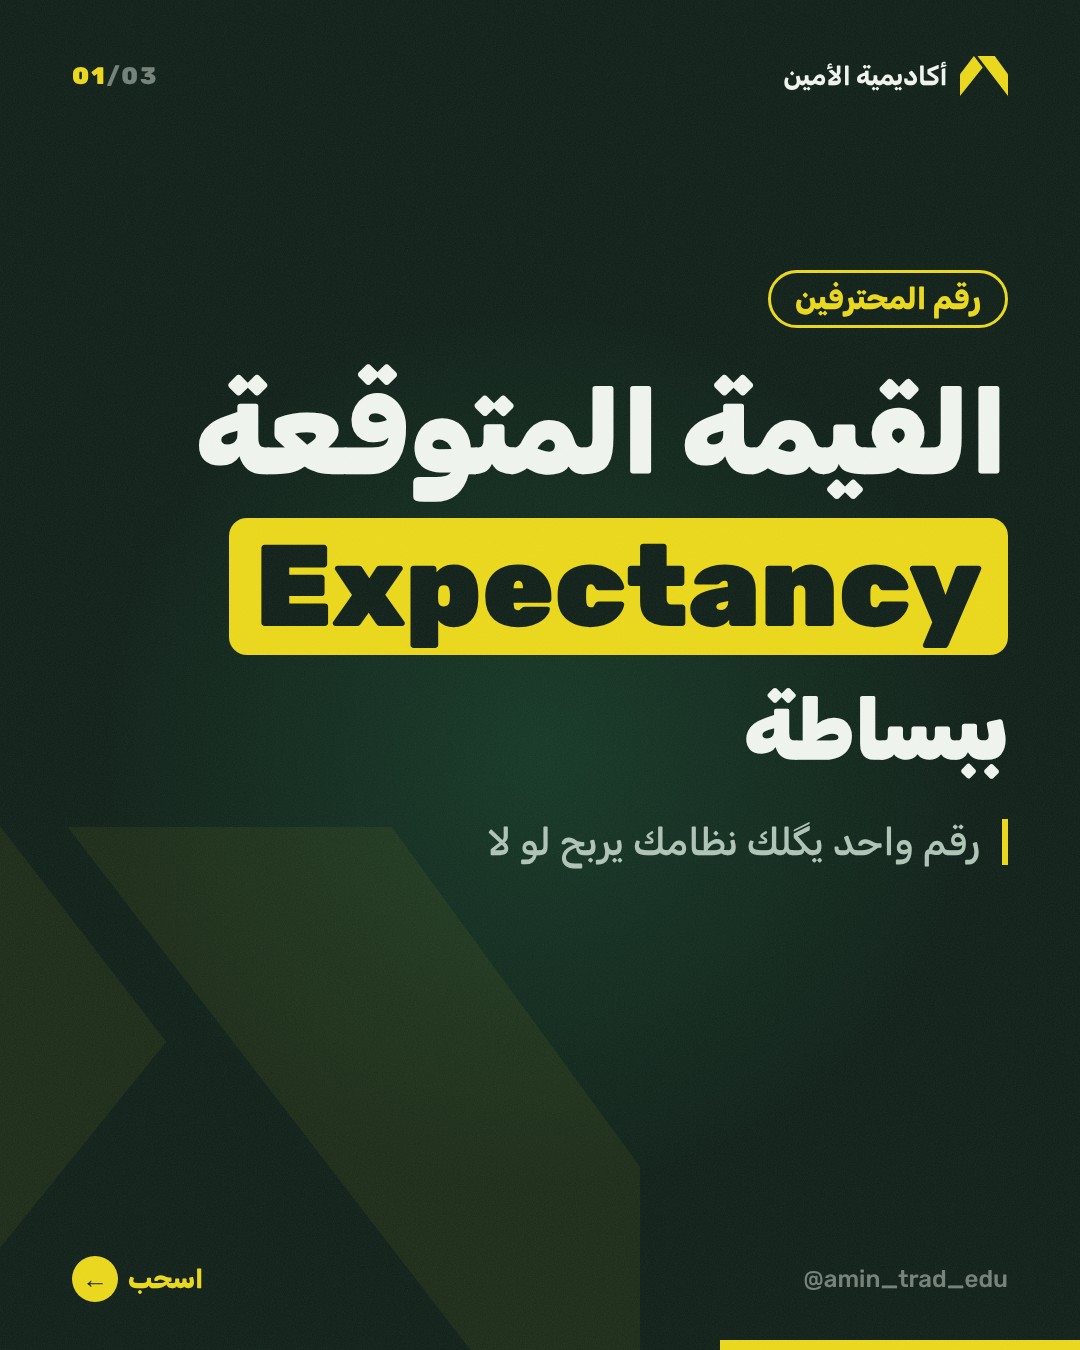 أكاديمية الأمين
01/03
رقم المحترفين
القيمة المتوقعة
Expectancy
ببساطة
رقم واحد يگلك نظامك يربح لو لا
اسحب ←
@amin_trad_edu